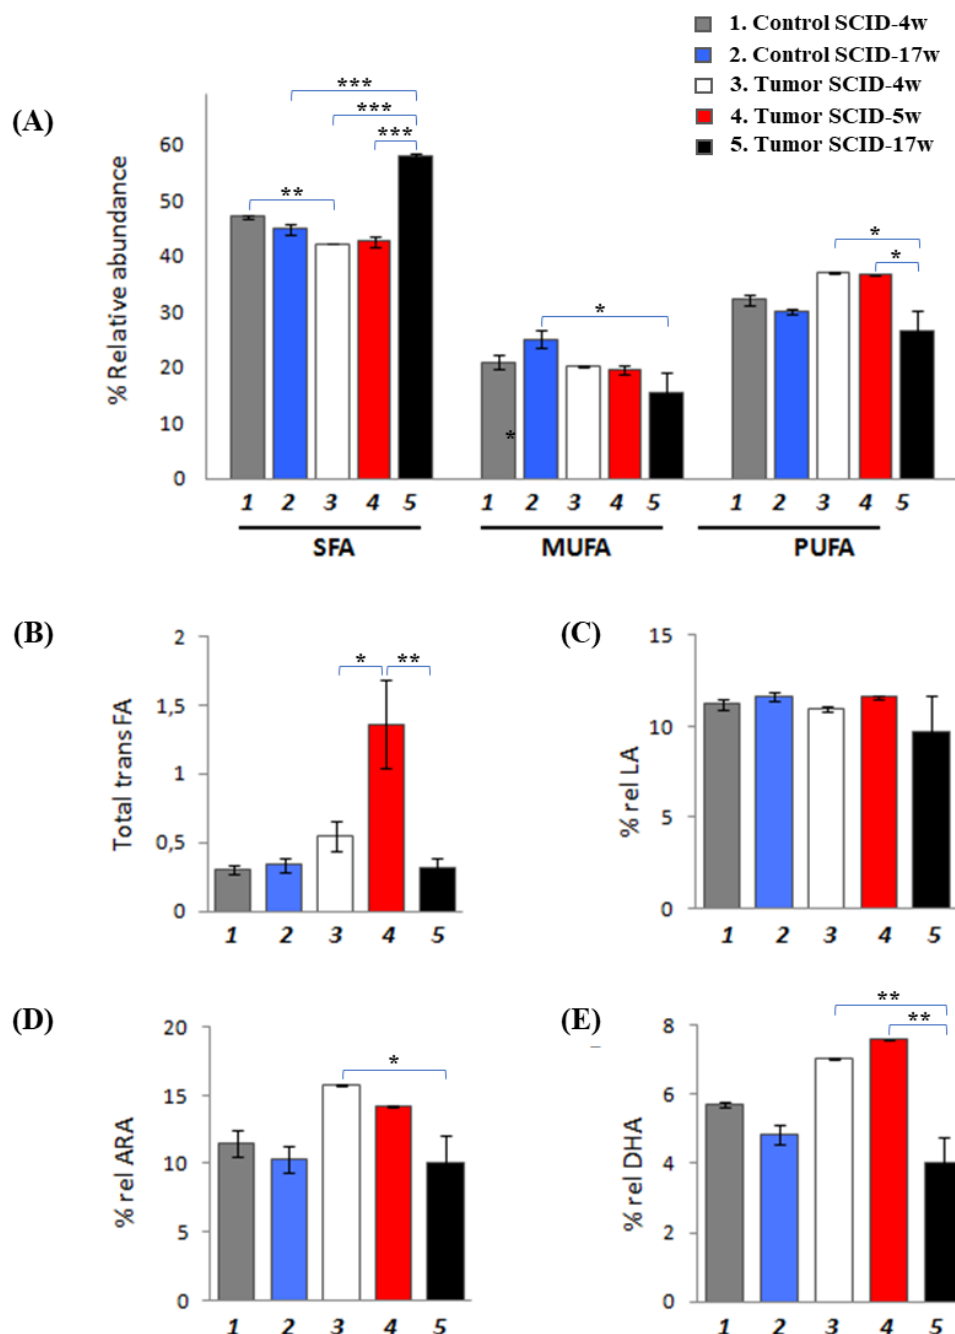 1. Control SCID-4w
2. Control SCID-17w
3. Tumor SCID-4w
4. Tumor SCID-5w
5. Tumor SCID-17w
(A)
% Relative abundance
60
50
40
30
20
10
0
***
***
***
**
*
*
*
*
1 2 3 4 5
1 2 3 4 5
1 2 3 4 5
SFA MUFA PUFA
(B)
Total trans FA
2
1,5
1
0,5
0
* **
1 2 3 4 5
(C)
% rel LA
15
10
5
0
1 2 3 4 5
(D)
% rel ARA
20
15
10
5
0
*
1 2 3 4 5
(E)
% rel DHA
8
6
4
2
0
**
**
1 2 3 4 5